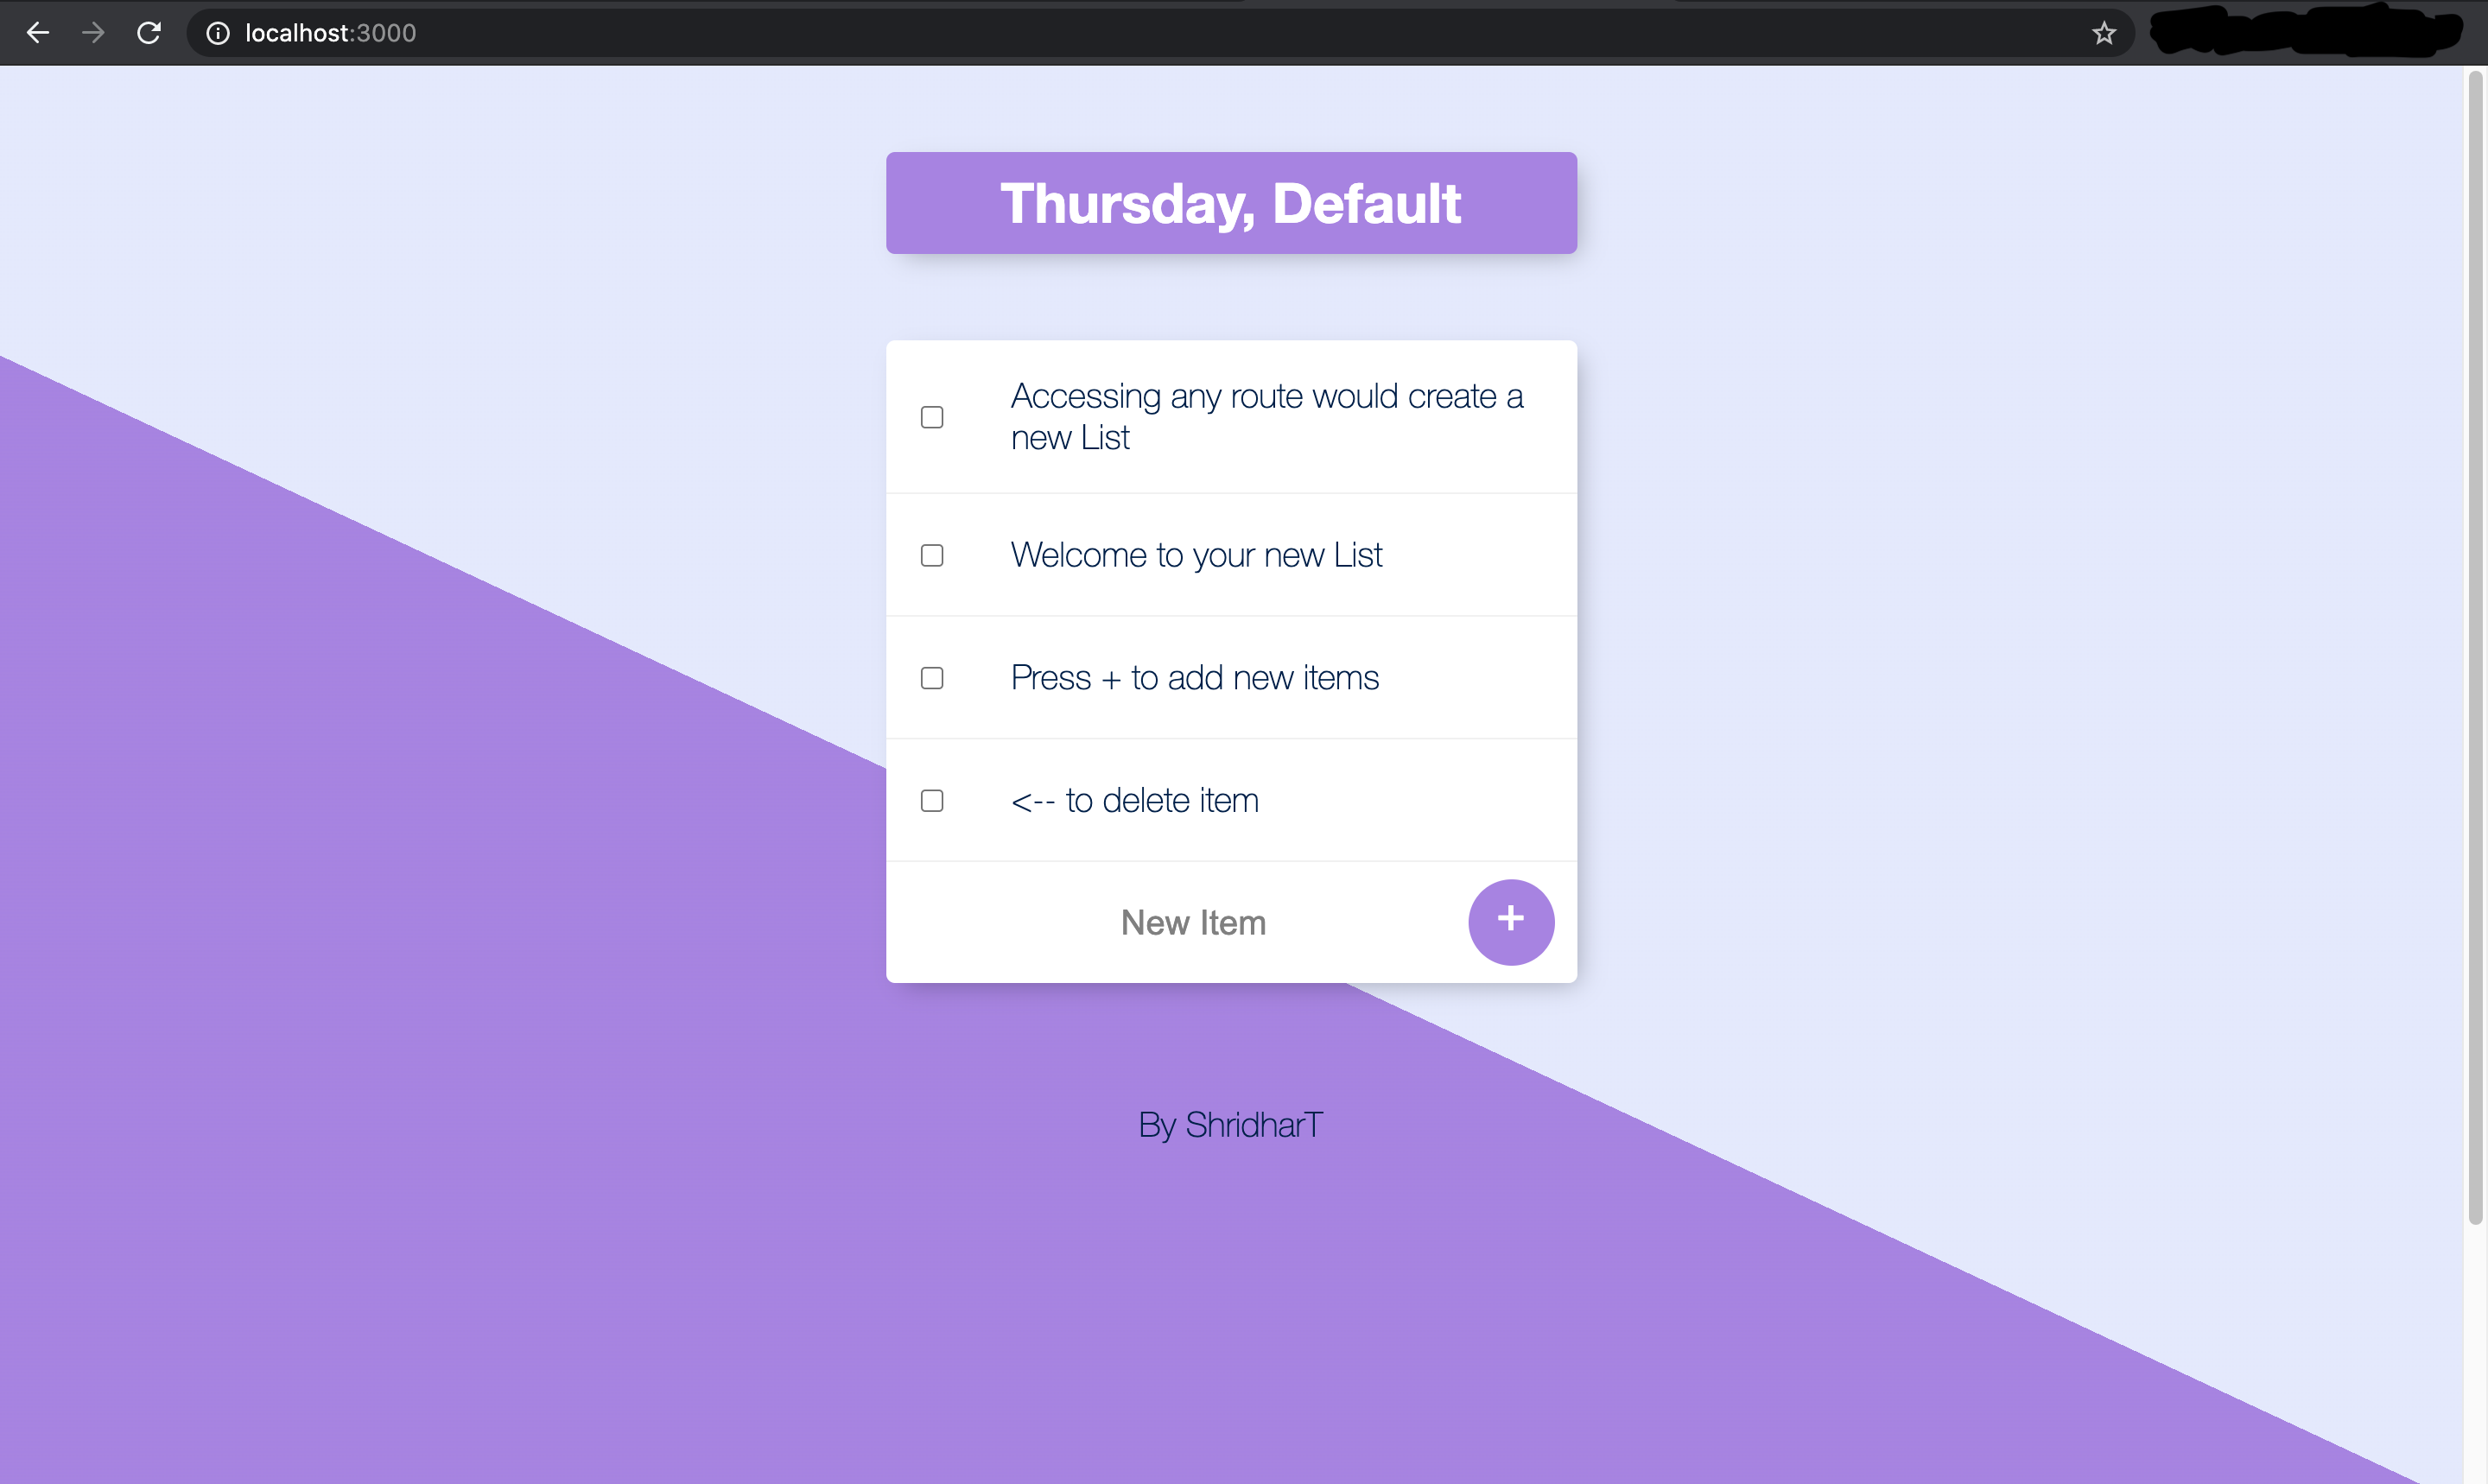 localhost:3000
Thursday, Default
Accessing any route would create a
new List
Welcome to your new List
Press + to add new items
<-- to delete item
New Item
+
By ShridharT